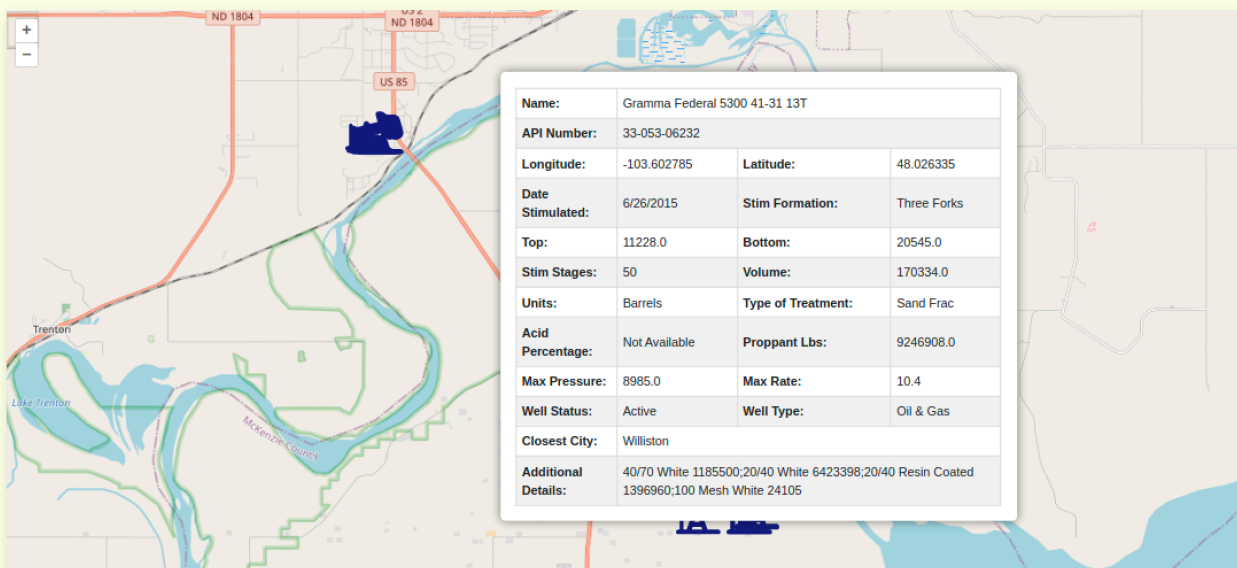 ND 1804
US 2
ND 1804
+
−
US 85
Name: Gramma Federal 5300 41-31 13T
API Number: 33-053-06232
Longitude: -103.602785 Latitude: 48.026335
Date
Stimulated: 6/26/2015 Stim Formation: Three Forks
Top: 11228.0 Bottom: 20545.0
Stim Stages: 50 Volume: 170334.0
Units: Barrels Type of Treatment: Sand Frac
Trenton
Acid
Percentage: Not Available Proppant Lbs: 9246908.0
Max Pressure: 8985.0 Max Rate: 10.4
Lake Trenton
Well Status: Active Well Type: Oil & Gas
McKenzie County
Closest City: Williston
Additional
Details: 40/70 White 1185500;20/40 White 6423398;20/40 Resin Coated
1396960;100 Mesh White 24105